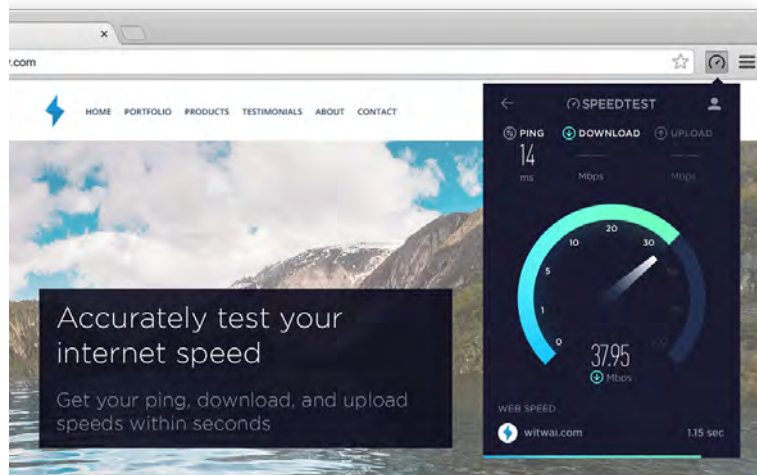 .com
HOME PORTFOLIO PRODUCTS TESTIMONIALS ABOUT CONTACT
SPEEDTEST
PING DOWNLOAD UPLOAD
14
ms Mbps Mbps
0
1
5
10
20
30
37.95
Mbps
WEB SPEED
witwai.com 1.15 sec
Accurately test your
internet speed
Get your ping, download, and upload
speeds within seconds